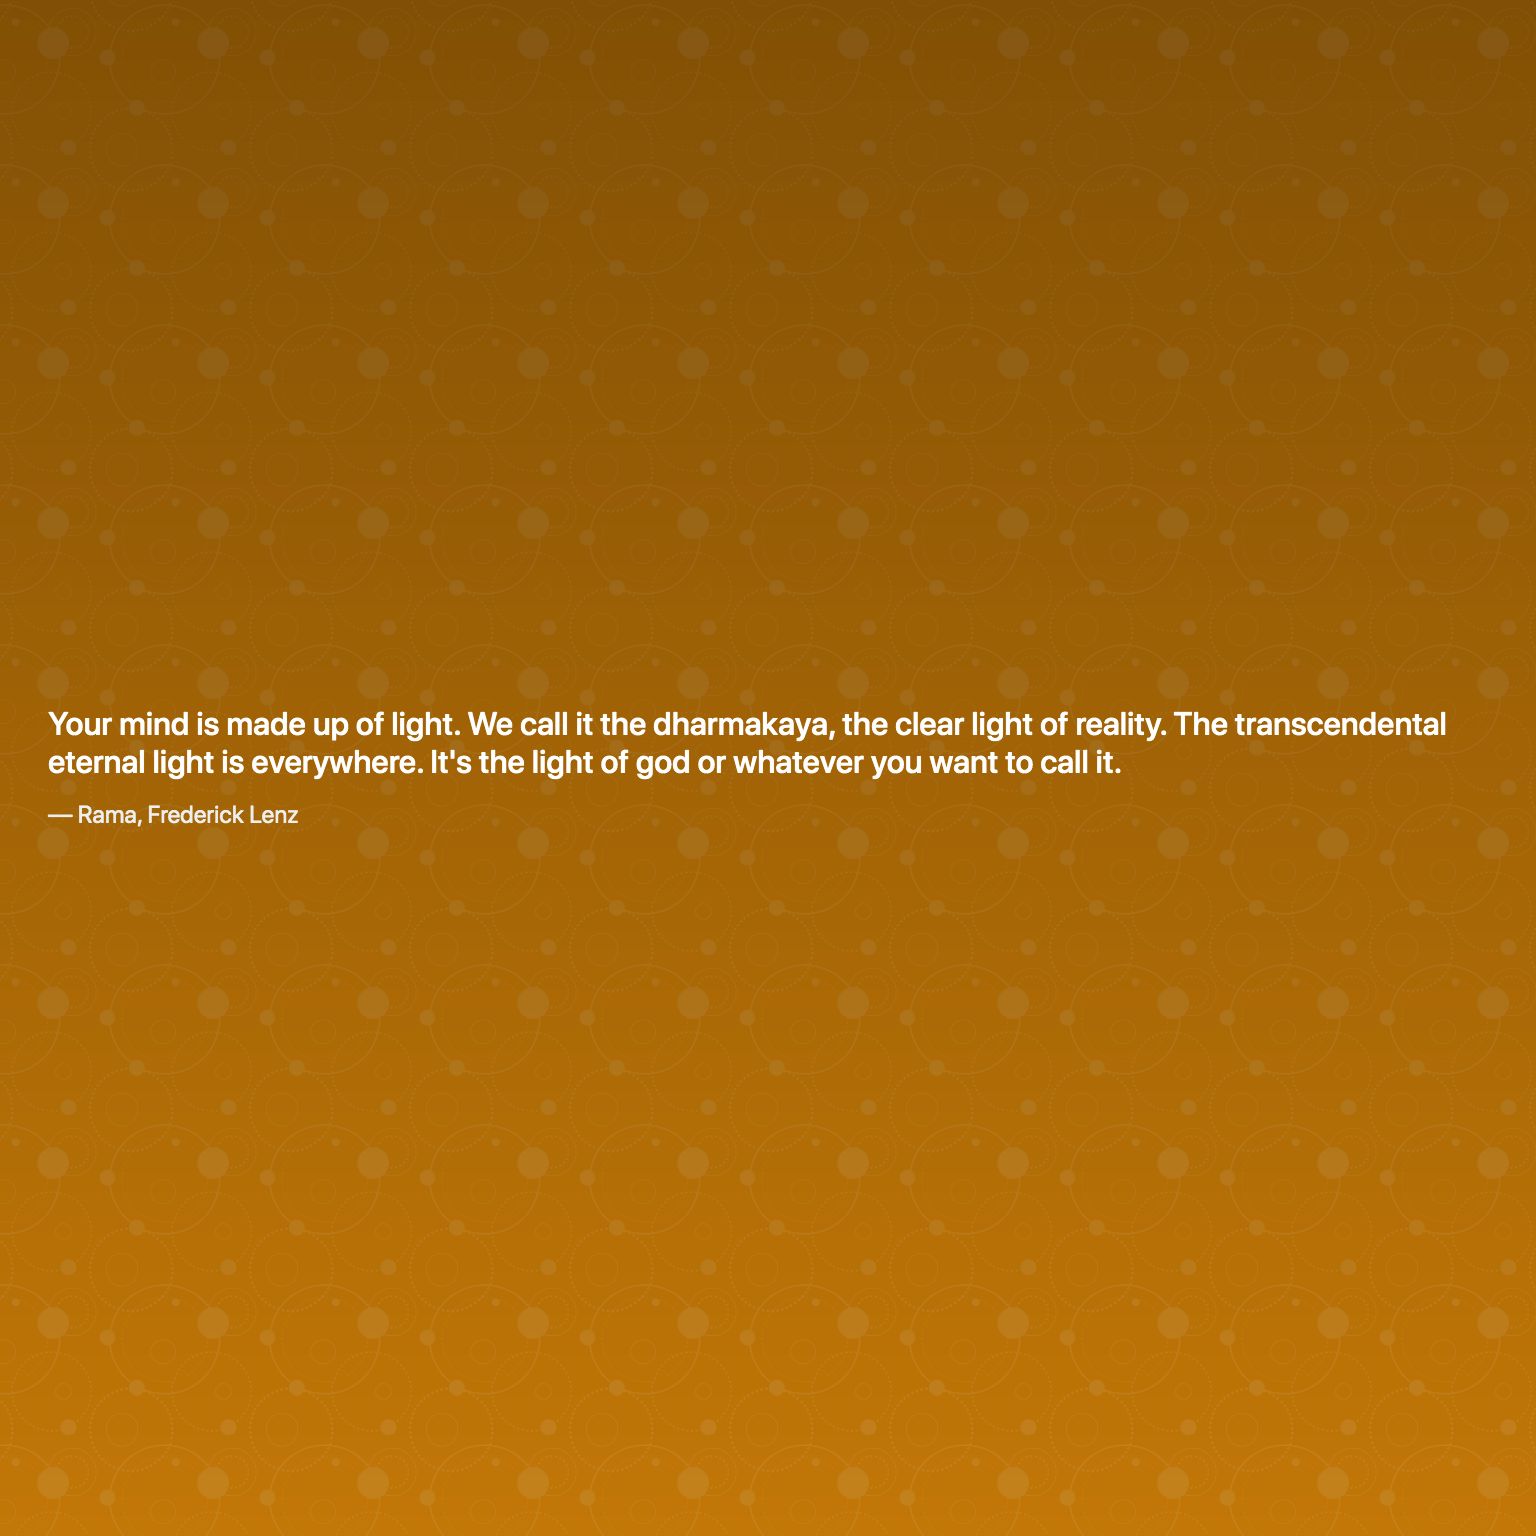 Your mind is made up of light. We call it the dharmakaya, the clear light of reality. The transcendental
eternal light is everywhere. It's the light of god or whatever you want to call it.
— Rama, Frederick Lenz